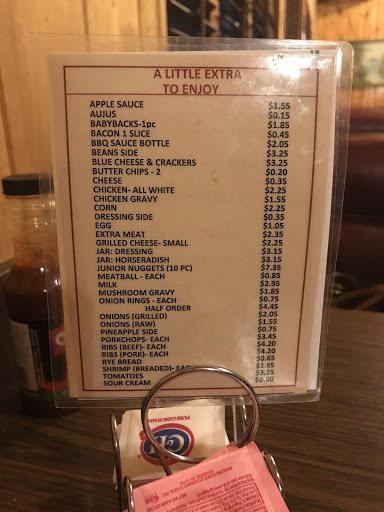 A LITTLE EXTRA
TO ENJOY
APPLE SAUCE $1.55
AUJUS $0.15
BABYBACKS-1pc $1.85
BACON 1 SLICE $0.45
BBQ SAUCE BOTTLE $2.05
BEANS SIDE $3.25
BLUE CHEESE & CRACKERS $3.25
BUTTER CHIPS - 2 $0.20
CHEESE $0.35
CHICKEN- ALL WHITE $2.25
CHICKEN GRAVY $1.55
CORN $2.25
DRESSING SIDE $0.35
EGG $1.05
EXTRA MEAT $2.35
GRILLED CHEESE- SMALL $2.25
JAR: DRESSING $3.15
JAR: HORSERADISH $3.15
JUNIOR NUGGETS (10 PC) $7.35
MEATBALL - EACH $0.85
MILK $2.95
MUSHROOM GRAVY $1.85
ONION RINGS - EACH $0.75
HALF ORDER $4.45
ONIONS (GRILLED) $2.05
ONIONS (RAW) $1.55
PINEAPPLE SIDE $0.75
PORKCHOPS- EACH $3.45
RIBS (BEEF)- EACH $4.20
RIBS (PORK)- EACH $4.20
RYE BREAD $0.65
SHRIMP (BREADED)- EACH $1.65
TOMATOES $3.25
SOUR CREAM $0.50
PURE CANE SUGAR